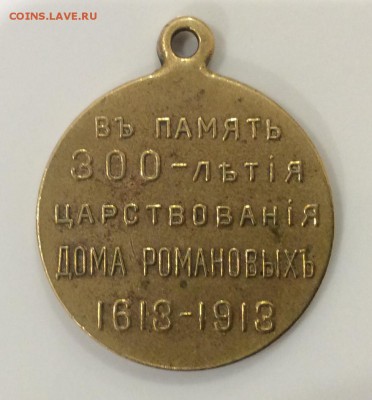 COINS.LAVE.RU
ВЪ ПАМЯТЬ
300-ЛѢТІЯ
ЦАРСТВОВАНІЯ
ДОМА РОМАНОВЫХЪ
1613-1913